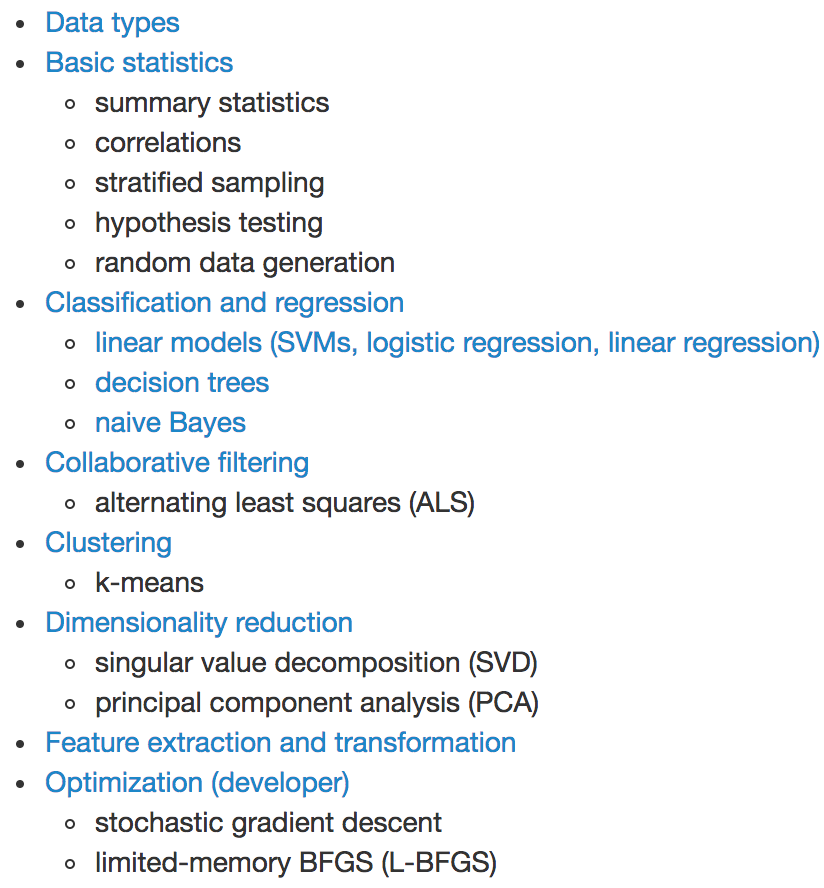 Data types
Basic statistics
summary statistics
correlations
stratified sampling
hypothesis testing
random data generation
Classification and regression
linear models (SVMs, logistic regression, linear regression)
decision trees
naive Bayes
Collaborative filtering
alternating least squares (ALS)
Clustering
k-means
Dimensionality reduction
singular value decomposition (SVD)
principal component analysis (PCA)
Feature extraction and transformation
Optimization (developer)
stochastic gradient descent
limited-memory BFGS (L-BFGS)